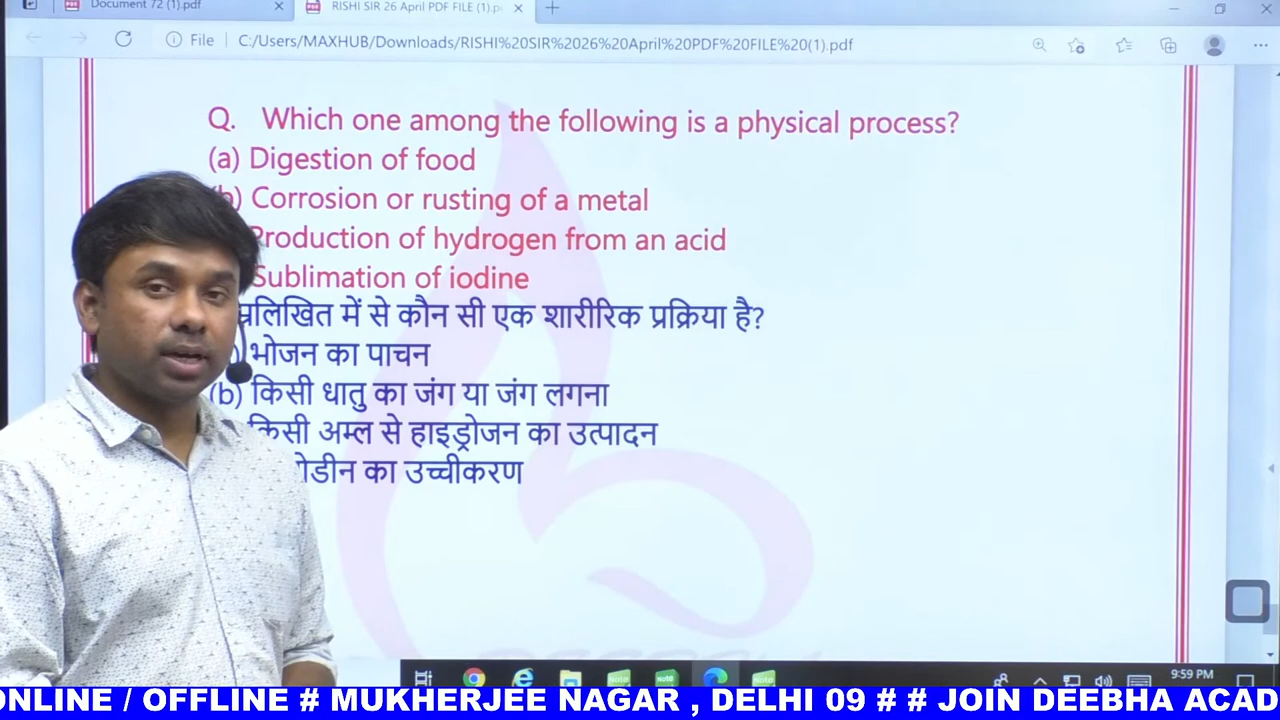 Document 72 (1).pdf
RISHI SIR 26 April PDF FILE (1).p
File | C:/Users/MAXHUB/Downloads/RISHI%20SIR%2026%20April%20PDF%20FILE%20(1).pdf
Q. Which one among the following is a physical process?
(a) Digestion of food
(b) Corrosion or rusting of a metal
Production of hydrogen from an acid
Sublimation of iodine
म्नलिखित में से कौन सी एक शारीरिक प्रक्रिया है?
) भोजन का पाचन
(b) किसी धातु का जंग या जंग लगना
किसी अम्ल से हाइड्रोजन का उत्पादन
योडीन का उच्चीकरण
9:59 PM
ONLINE / OFFLINE # MUKHERJEE NAGAR , DELHI 09 # # JOIN DEEBHA ACAD